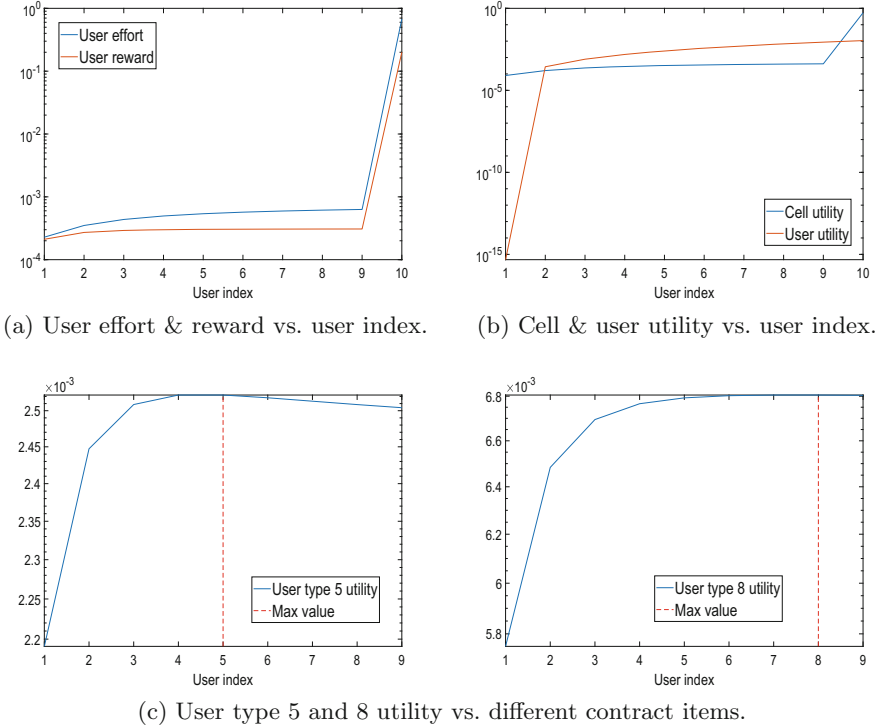 10^0
10^-1
10^-2
10^-3
10^-4
User effort
User reward
1 2 3 4 5 6 7 8 9 10
User index
(a) User effort & reward vs. user index.
10^0
10^-5
10^-10
10^-15
Cell utility
User utility
1 2 3 4 5 6 7 8 9 10
User index
(b) Cell & user utility vs. user index.
×10^-3
2.5
2.45
2.4
2.35
2.3
2.25
2.2
User type 5 utility
Max value
1 2 3 4 5 6 7 8 9
User index
×10^-3
6.8
6.6
6.4
6.2
6
5.8
User type 8 utility
Max value
1 2 3 4 5 6 7 8 9
User index
(c) User type 5 and 8 utility vs. different contract items.